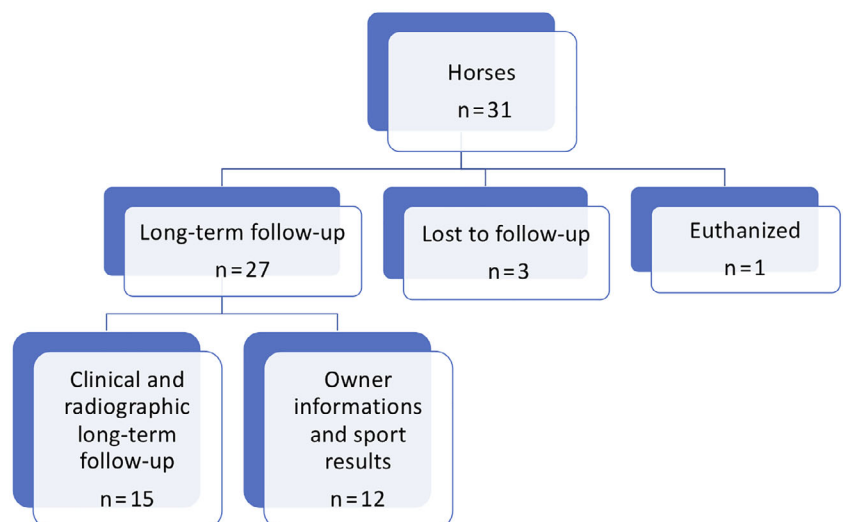 Horses
n=31
Long-term follow-up
n=27
Lost to follow-up
n=3
Euthanized
n=1
Clinical and
radiographic
long-term
follow-up
n=15
Owner
informations
and sport
results
n=12